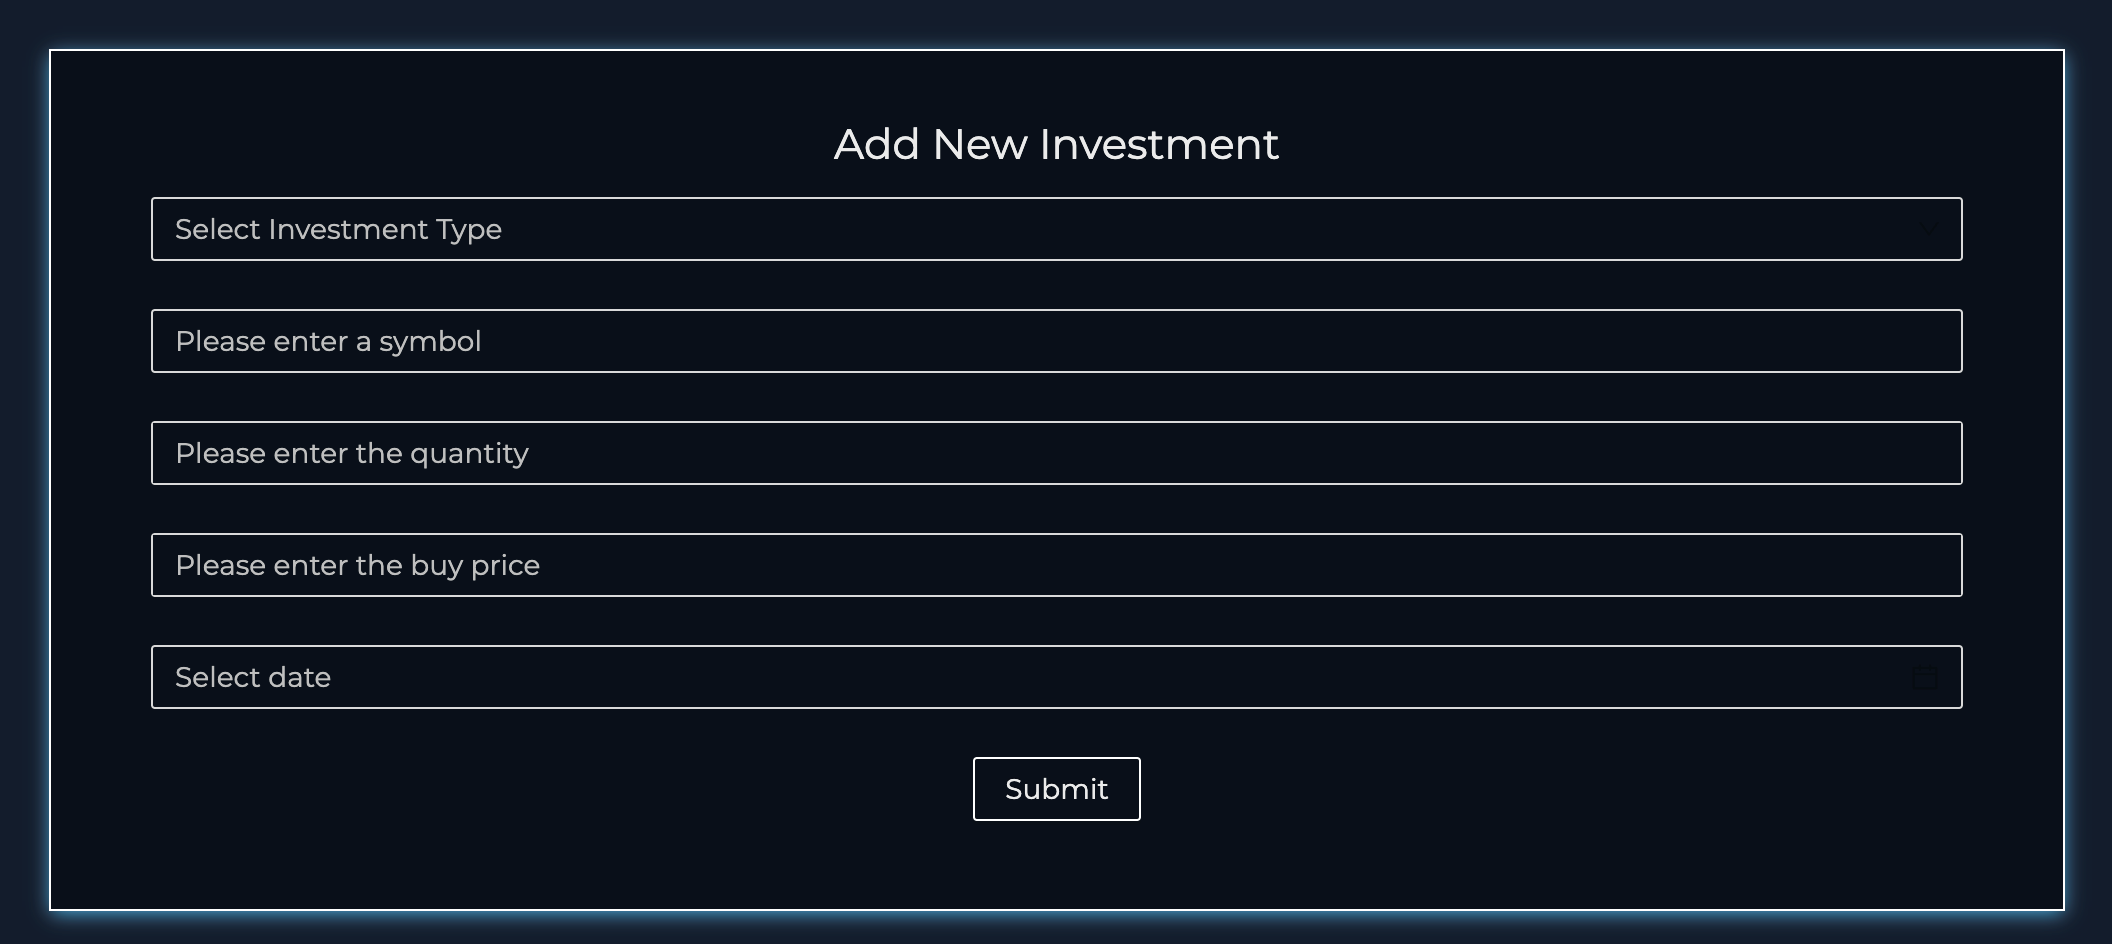 Add New Investment
Select Investment Type
Please enter a symbol
Please enter the quantity
Please enter the buy price
Select date
Submit